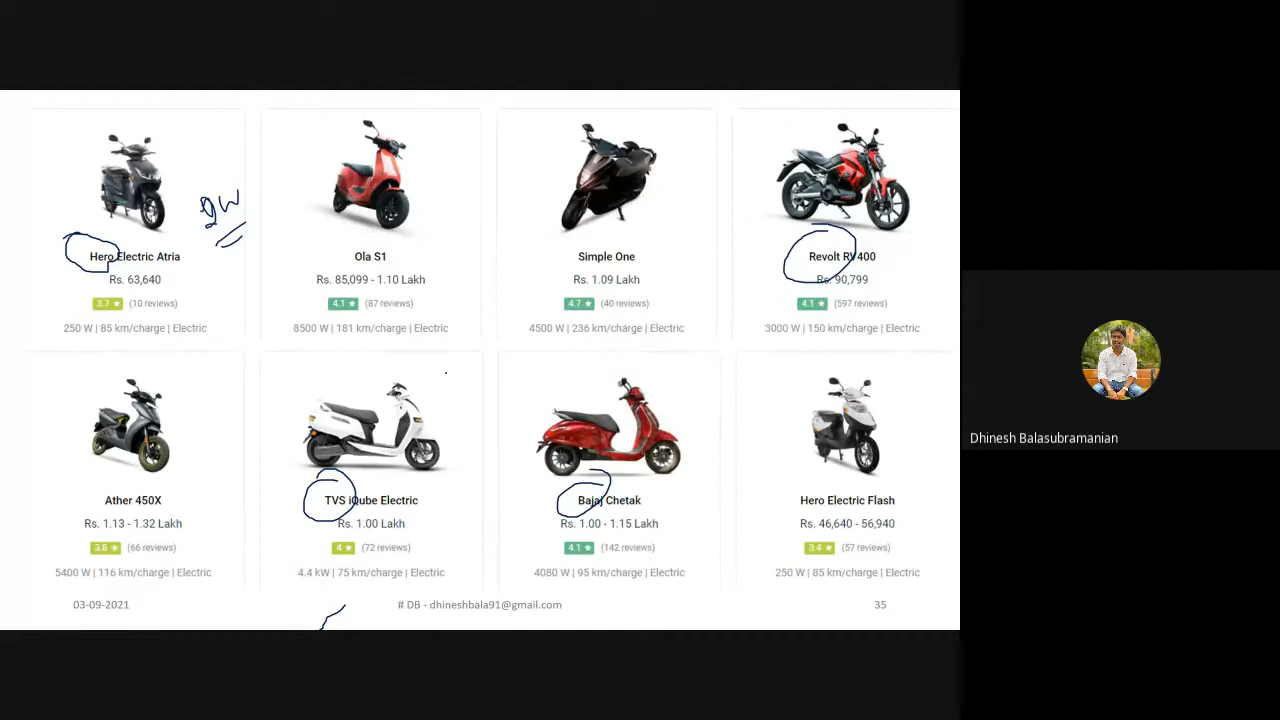 2W
Hero Electric Atria
Rs. 63,640
3.7 ★ (10 reviews)
250 W | 85 km/charge | Electric
Ola S1
Rs. 85,099 - 1.10 Lakh
4.1 ★ (87 reviews)
8500 W | 181 km/charge | Electric
Simple One
Rs. 1.09 Lakh
4.7 ★ (40 reviews)
4500 W | 236 km/charge | Electric
Revolt RV400
Rs. 90,799
4.1 ★ (597 reviews)
3000 W | 150 km/charge | Electric
Ather 450X
Rs. 1.13 - 1.32 Lakh
3.8 ★ (66 reviews)
5400 W | 116 km/charge | Electric
TVS iQube Electric
Rs. 1.00 Lakh
4 ★ (72 reviews)
4.4 kW | 75 km/charge | Electric
Bajaj Chetak
Rs. 1.00 - 1.15 Lakh
4.1 ★ (142 reviews)
4080 W | 95 km/charge | Electric
Hero Electric Flash
Rs. 46,640 - 56,940
3.4 ★ (57 reviews)
250 W | 85 km/charge | Electric
03-09-2021
# DB - dhineshbala91@gmail.com
35
Dhinesh Balasubramanian